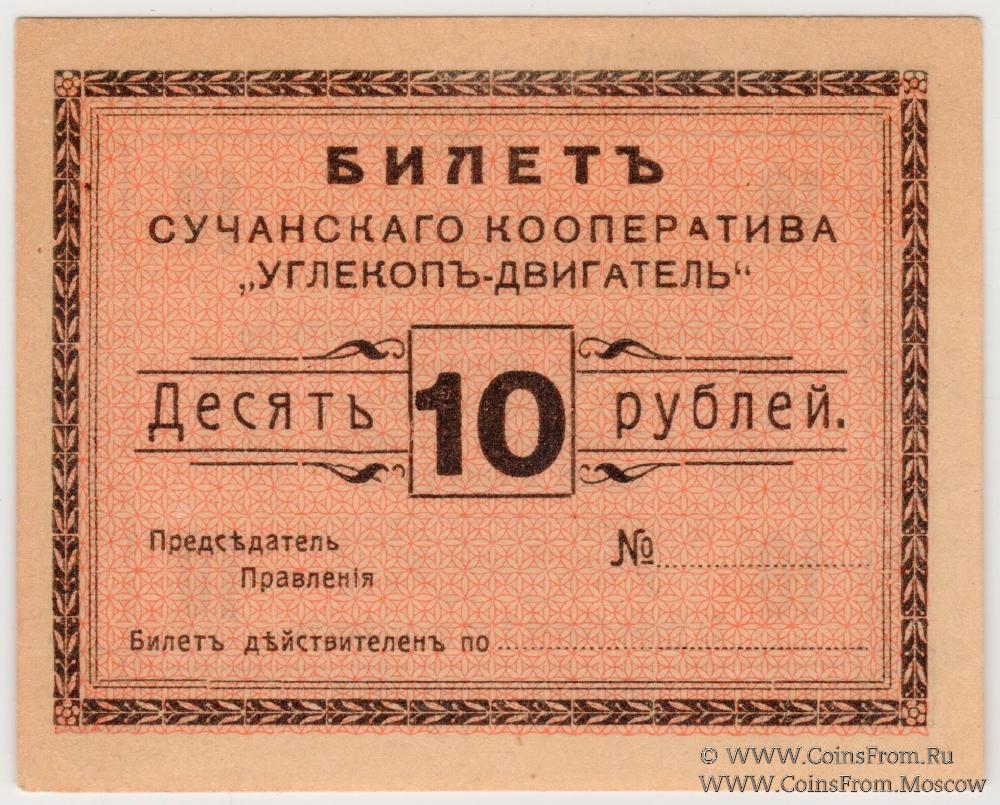 БИЛЕТЪ
СУЧАНСКАГО КООПЕРАТИВА
„УГЛЕКОПЪ-ДВИГАТЕЛЬ“
Десять 10 рублей.
Предсѣдатель №
Правленія
Билетъ дѣйствителенъ по
© WWW.CoinsFrom.Ru
WWW.CoinsFrom.Moscow